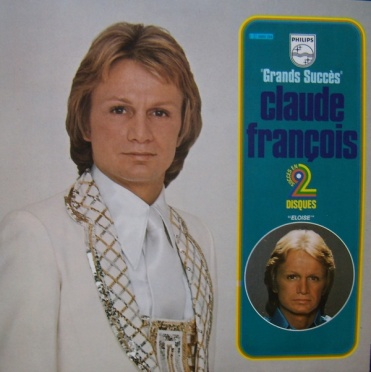 PHILIPS
"Grands Succès"
claude
françois
2
DISQUES
"ELOISE"